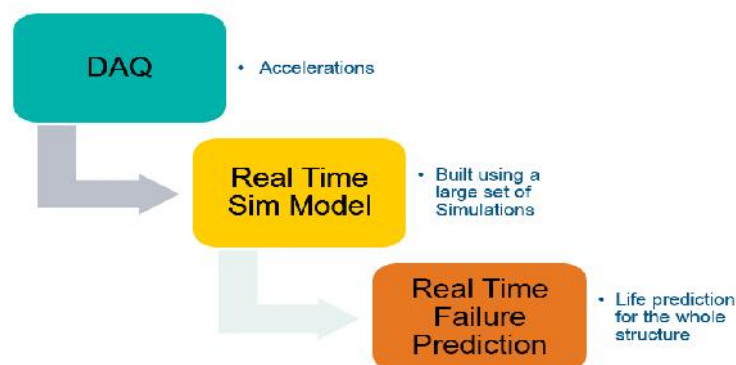 DAQ
• Accelerations
Real Time
Sim Model
• Built using a
large set of
Simulations
Real Time
Failure
Prediction
• Life prediction
for the whole
structure